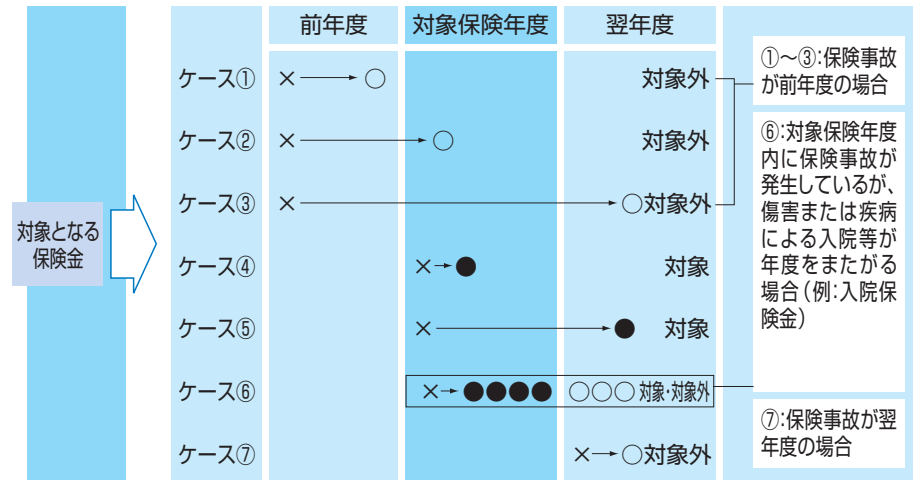 前年度 対象保険年度 翌年度
ケース① ×→○ 対象外
ケース② ×→○ 対象外
ケース③ ×→○対象外
ケース④ ×→● 対象
ケース⑤ ×→● 対象
ケース⑥ ×→●●●● ○○○対象・対象外
ケース⑦ ×→○対象外
対象となる
保険金
①～③:保険事故
が前年度の場合
⑥:対象保険年度
内に保険事故が
発生しているが、
傷害または疾病
による入院等が
年度をまたがる
場合(例:入院保
険金)
⑦:保険事故が翌
年度の場合